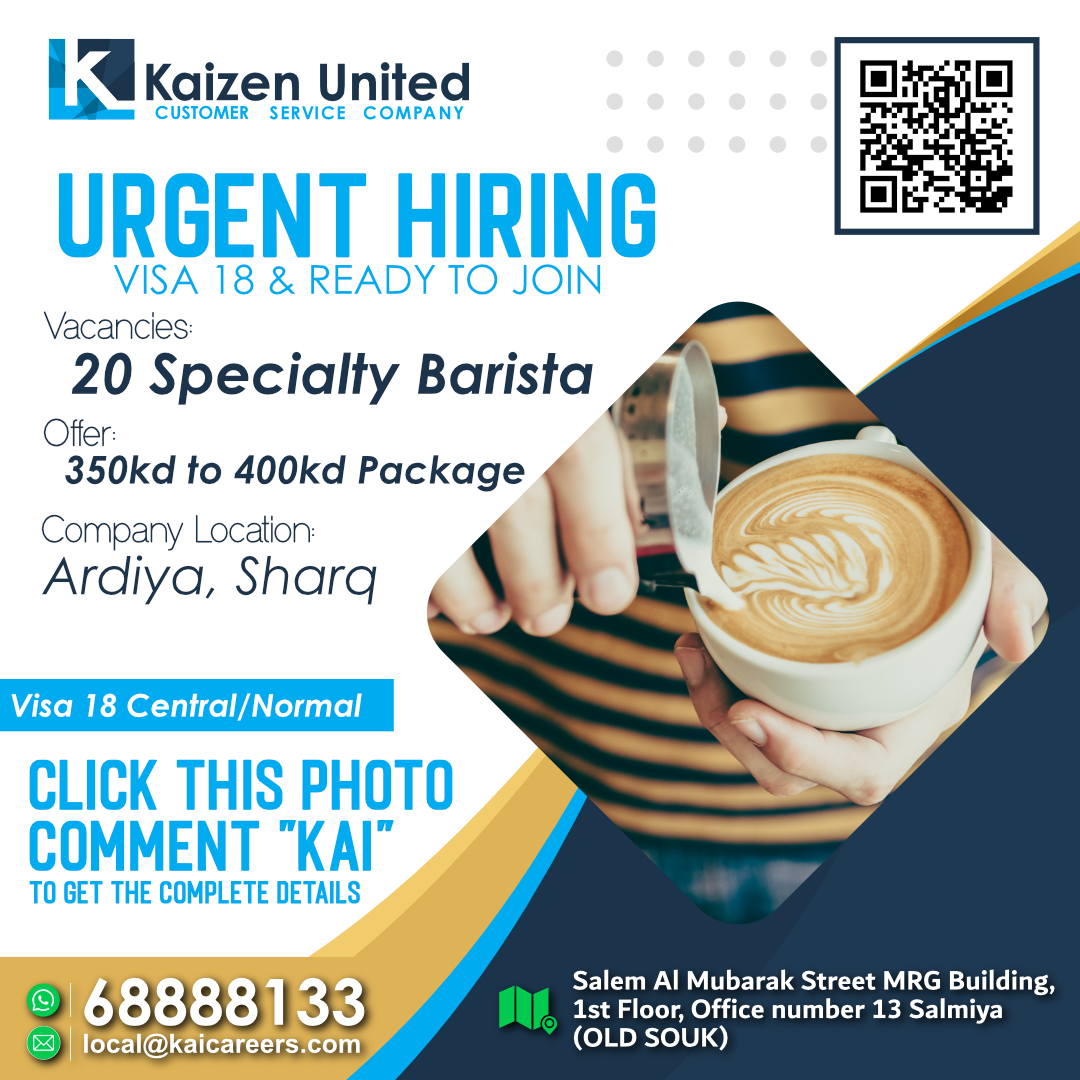 K Kaizen United
CUSTOMER SERVICE COMPANY
URGENT HIRING
VISA 18 & READY TO JOIN
Vacancies:
20 Specialty Barista
Offer:
350kd to 400kd Package
Company Location:
Ardiya, Sharq
Visa 18 Central/Normal
CLICK THIS PHOTO
COMMENT "KAI"
TO GET THE COMPLETE DETAILS
68888133
local@kaicareers.com
Salem Al Mubarak Street MRG Building,
1st Floor, Office number 13 Salmiya
(OLD SOUK)